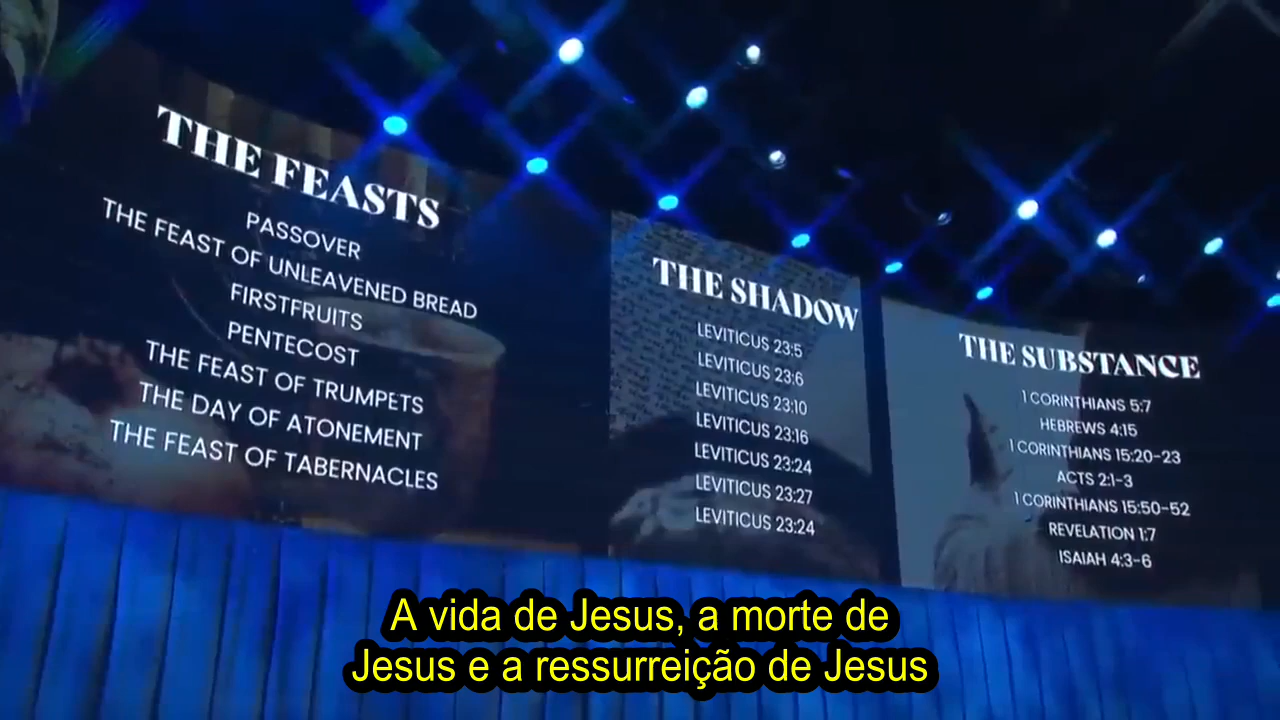 THE FEASTS
PASSOVER
THE FEAST OF UNLEAVENED BREAD
FIRSTFRUITS
PENTECOST
THE FEAST OF TRUMPETS
THE DAY OF ATONEMENT
THE FEAST OF TABERNACLES
THE SHADOW
LEVITICUS 23:5
LEVITICUS 23:6
LEVITICUS 23:10
LEVITICUS 23:16
LEVITICUS 23:24
LEVITICUS 23:27
LEVITICUS 23:24
THE SUBSTANCE
1 CORINTHIANS 5:7
HEBREWS 4:15
1 CORINTHIANS 15:20-23
ACTS 2:1-3
1 CORINTHIANS 15:50-52
REVELATION 1:7
ISAIAH 4:3-6
A vida de Jesus, a morte de
Jesus e a ressurreição de Jesus